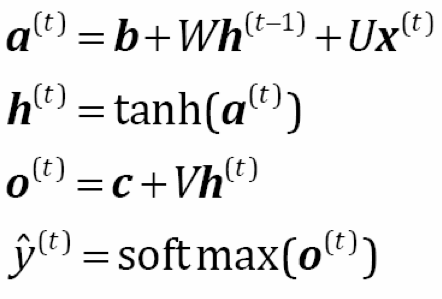 a^(t) = b + Wh^(t−1) + Ux^(t)
h^(t) = tanh(a^(t))
o^(t) = c + Vh^(t)
ŷ^(t) = softmax(o^(t))